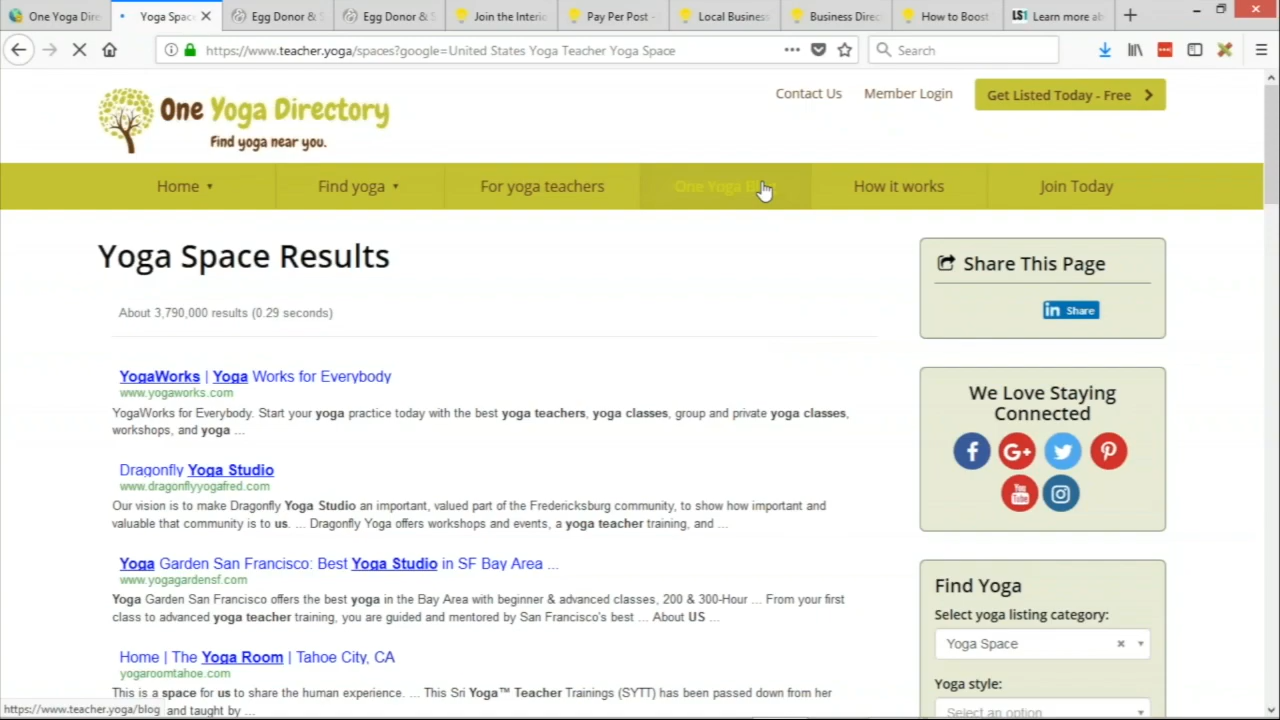 One Yoga Dire
Yoga Spac
Egg Donor & S
Egg Donor & S
Join the Interio
Pay Per Post -
Local Business
Business Direc
How to Boost
LS1 Learn more ab
https://www.teacher.yoga/spaces?google=United States Yoga Teacher Yoga Space
Search
One Yoga Directory
Find yoga near you.
Contact Us
Member Login
Get Listed Today - Free
Home
Find yoga
For yoga teachers
One Yoga Blog
How it works
Join Today
Yoga Space Results
About 3,790,000 results (0.29 seconds)
YogaWorks | Yoga Works for Everybody
www.yogaworks.com
YogaWorks for Everybody. Start your yoga practice today with the best yoga teachers, yoga classes, group and private yoga classes,
workshops, and yoga ...
Dragonfly Yoga Studio
www.dragonflyyogafred.com
Our vision is to make Dragonfly Yoga Studio an important, valued part of the Fredericksburg community, to show how important and
valuable that community is to us. ... Dragonfly Yoga offers workshops and events, a yoga teacher training, and ...
Yoga Garden San Francisco: Best Yoga Studio in SF Bay Area ...
www.yogagardensf.com
Yoga Garden San Francisco offers the best yoga in the Bay Area with beginner & advanced classes, 200 & 300-Hour ... From your first
class to advanced yoga teacher training, you are guided and mentored by San Francisco's best ... About US ...
Home | The Yoga Room | Tahoe City, CA
yogaroomtahoe.com
This is a space for us to share the human experience. ... This Sri Yoga™ Teacher Trainings (SYTT) has been passed down from her
and taught by ...
https://www.teacher.yoga/blog
Share This Page
in Share
We Love Staying
Connected
G+
You Tube
Find Yoga
Select yoga listing category:
Yoga Space
Yoga style:
Select an option